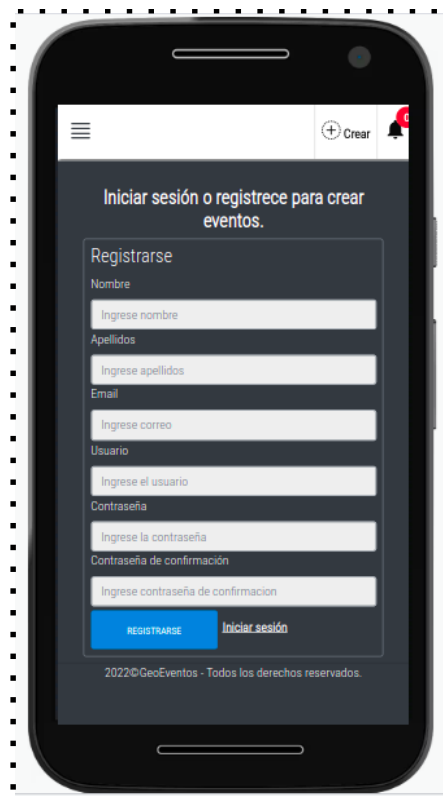 Crear
0
Iniciar sesión o registrece para crear
eventos.
Registrarse
Nombre
Ingrese nombre
Apellidos
Ingrese apellidos
Email
Ingrese correo
Usuario
Ingrese el usuario
Contraseña
Ingrese la contraseña
Contraseña de confirmación
Ingrese contraseña de confirmacion
REGISTRARSE Iniciar sesión
2022©GeoEventos - Todos los derechos reservados.